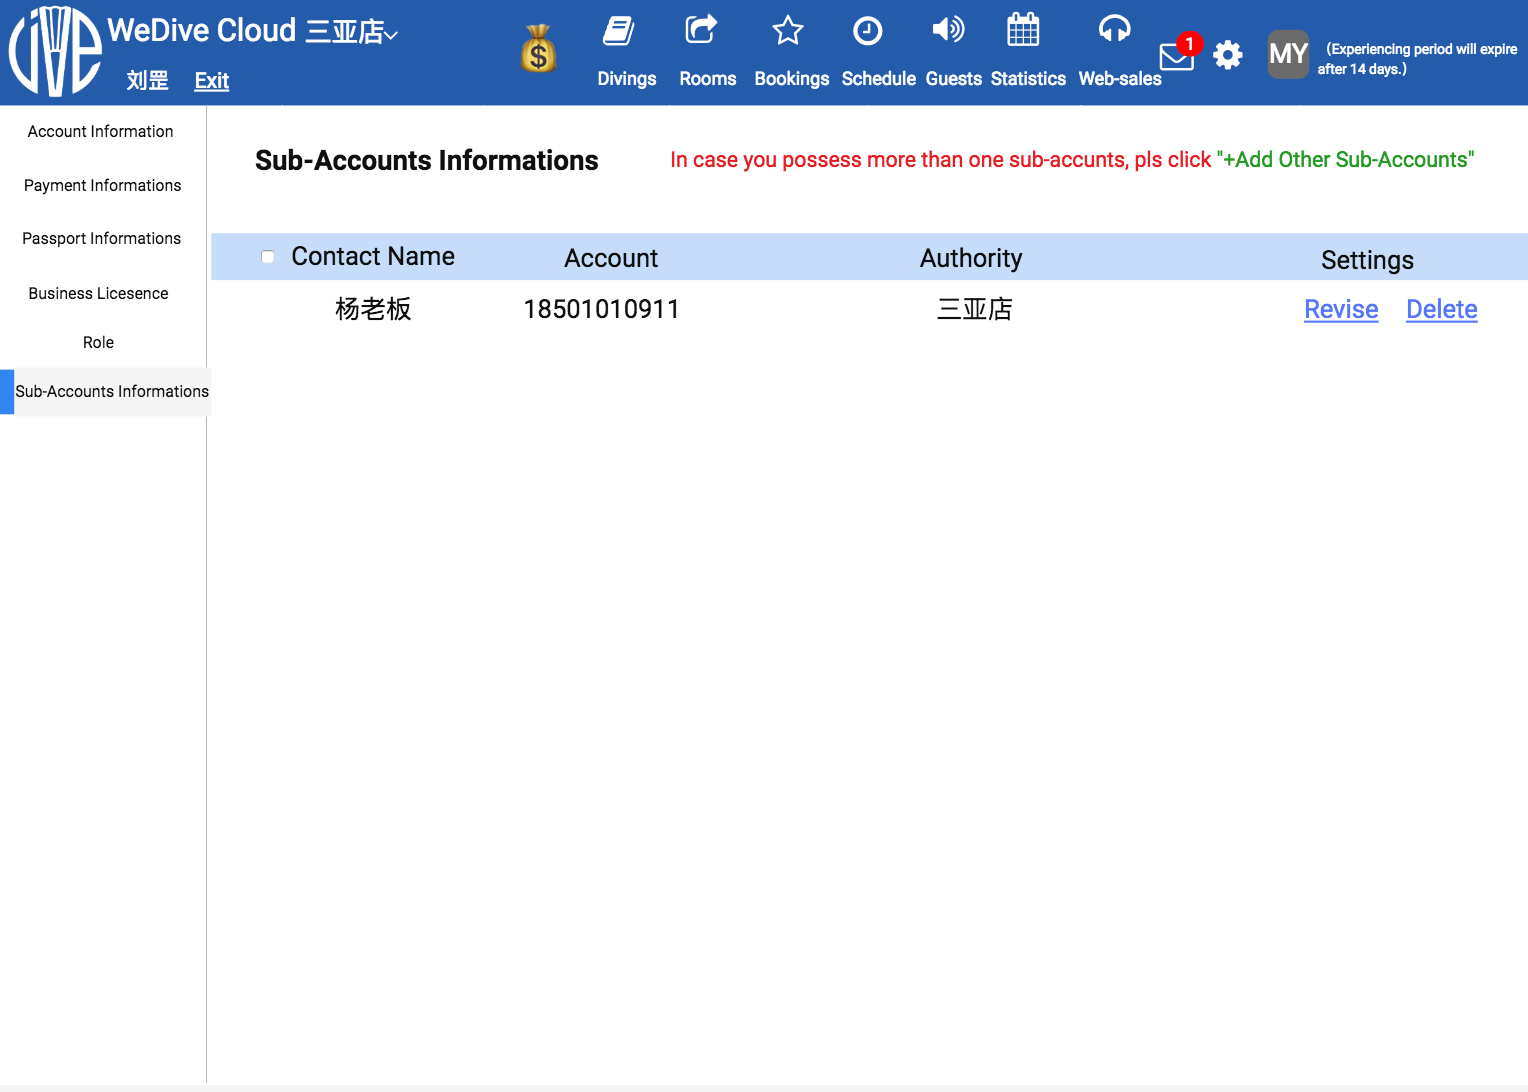 WeDive Cloud 三亚店
刘罡 Exit
$
Divings Rooms Bookings Schedule Guests Statistics Web-sales
1
MY
(Experiencing period will expire
after 14 days.)
Account Information
Payment Informations
Passport Informations
Business Licesence
Role
Sub-Accounts Informations
Sub-Accounts Informations
In case you possess more than one sub-accunts, pls click "+Add Other Sub-Accounts"
Contact Name Account Authority Settings
杨老板 18501010911 三亚店 Revise Delete